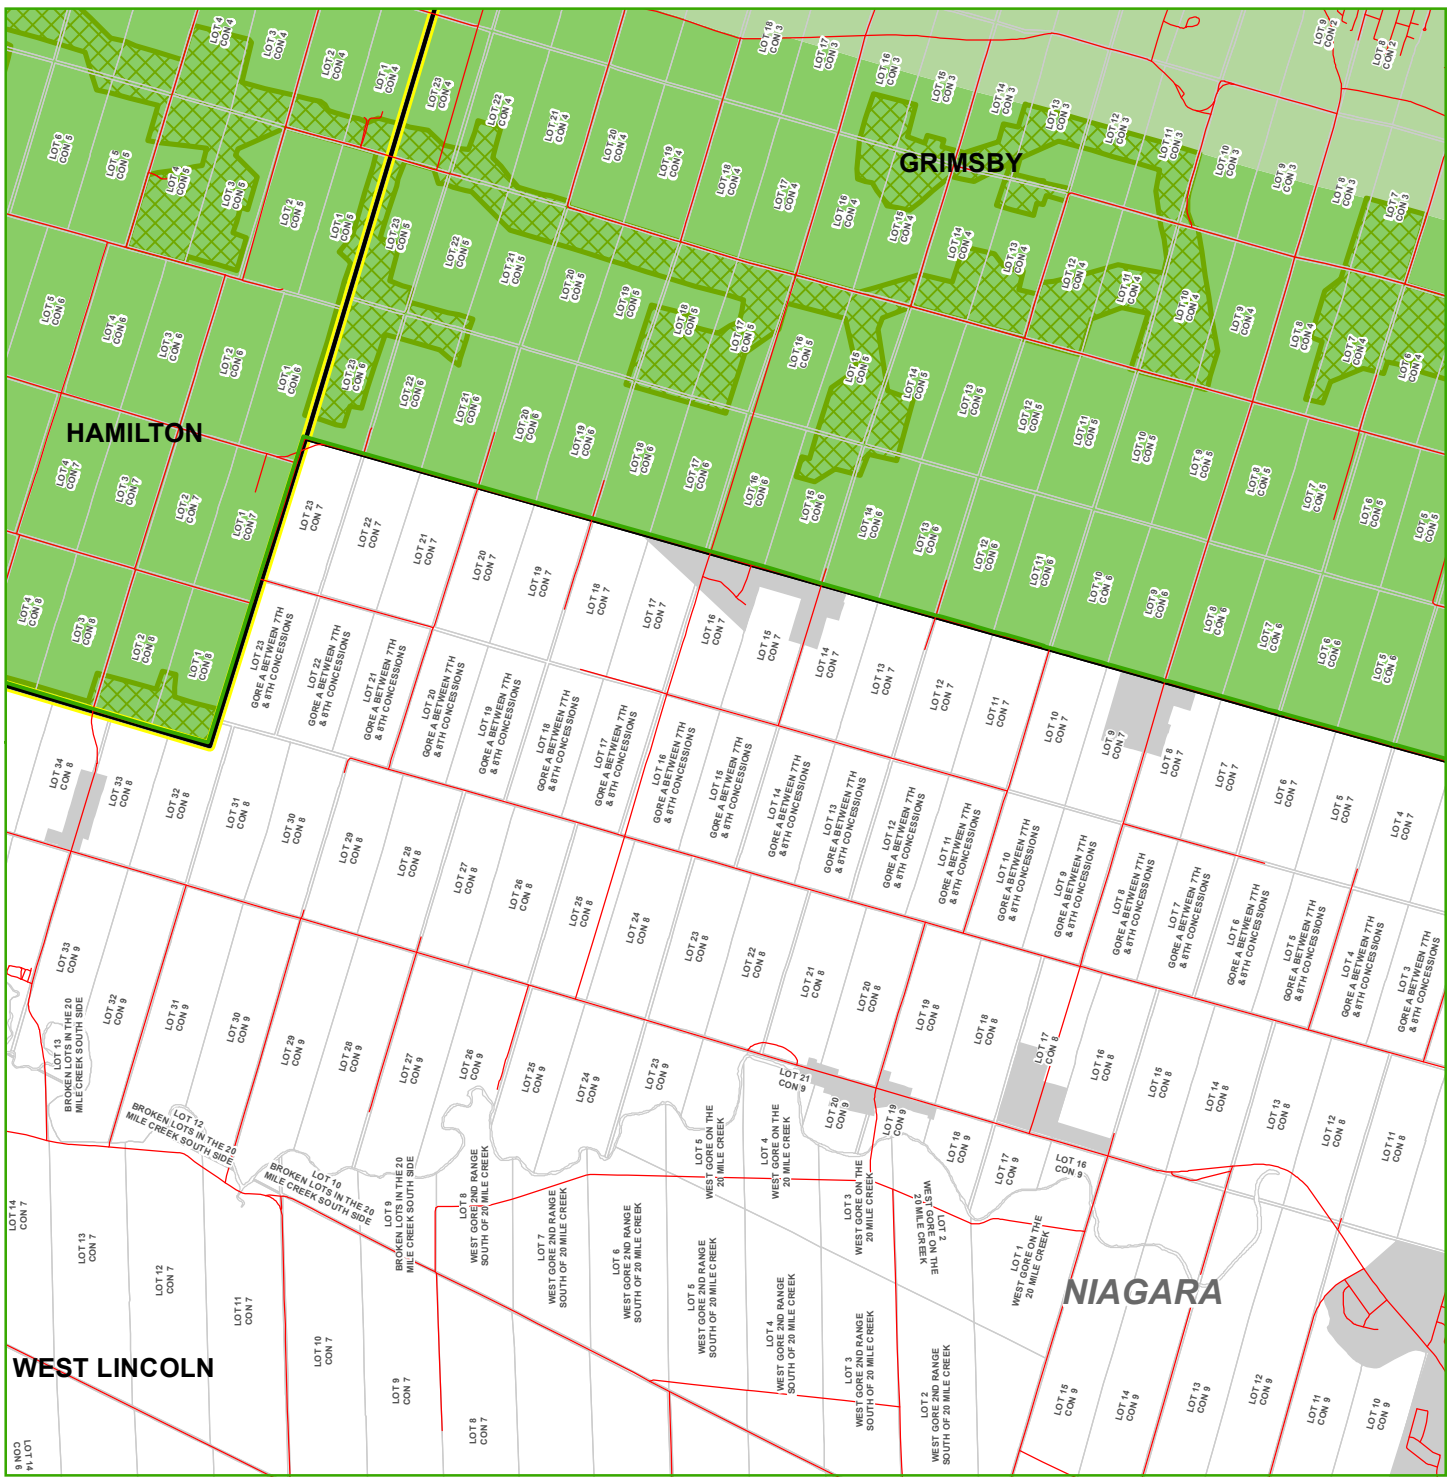 LOT 4
CON 4
LOT 3
CON 4
LOT 2
CON 4
LOT 1
CON 4
LOT 23
CON 4
LOT 22
CON 4
LOT 21
CON 4
LOT 20
CON 4
LOT 19
CON 4
LOT 18
CON 4
LOT 17
CON 4
LOT 16
CON 4
LOT 15
CON 4
LOT 14
CON 4
LOT 13
CON 4
LOT 12
CON 4
LOT 11
CON 4
LOT 10
CON 4
LOT 9
CON 4
LOT 8
CON 4
LOT 7
CON 4
LOT 6
CON 4
LOT 18
CON 3
LOT 17
CON 3
LOT 16
CON 3
LOT 15
CON 3
LOT 14
CON 3
LOT 13
CON 3
LOT 12
CON 3
LOT 11
CON 3
LOT 10
CON 3
LOT 9
CON 3
LOT 8
CON 3
LOT 7
CON 3
LOT 9
CON 2
LOT 8
CON 2
GRIMSBY
LOT 6
CON 5
LOT 5
CON 5
LOT 4
CON 5
LOT 3
CON 5
LOT 2
CON 5
LOT 1
CON 5
LOT 23
CON 5
LOT 22
CON 5
LOT 21
CON 5
LOT 20
CON 5
LOT 19
CON 5
LOT 18
CON 5
LOT 17
CON 5
LOT 16
CON 5
LOT 15
CON 5
LOT 14
CON 5
LOT 13
CON 5
LOT 12
CON 5
LOT 11
CON 5
LOT 10
CON 5
LOT 9
CON 5
LOT 8
CON 5
LOT 7
CON 5
LOT 6
CON 5
LOT 5
CON 5
LOT 5
CON 6
LOT 4
CON 6
LOT 3
CON 6
LOT 2
CON 6
LOT 1
CON 6
LOT 23
CON 6
LOT 22
CON 6
LOT 21
CON 6
LOT 20
CON 6
LOT 19
CON 6
LOT 18
CON 6
LOT 17
CON 6
LOT 16
CON 6
LOT 15
CON 6
LOT 14
CON 6
LOT 13
CON 6
LOT 12
CON 6
LOT 11
CON 6
LOT 10
CON 6
LOT 9
CON 6
LOT 8
CON 6
LOT 7
CON 6
LOT 6
CON 6
LOT 5
CON 6
HAMILTON
LOT 4
CON 7
LOT 3
CON 7
LOT 2
CON 7
LOT 1
CON 7
LOT 23
CON 7
LOT 22
CON 7
LOT 21
CON 7
LOT 20
CON 7
LOT 19
CON 7
LOT 18
CON 7
LOT 17
CON 7
LOT 16
CON 7
LOT 15
CON 7
LOT 14
CON 7
LOT 13
CON 7
LOT 12
CON 7
LOT 11
CON 7
LOT 10
CON 7
LOT 9
CON 7
LOT 8
CON 7
LOT 7
CON 7
LOT 6
CON 7
LOT 5
CON 7
LOT 4
CON 7
LOT 4
CON 8
LOT 3
CON 8
LOT 2
CON 8
LOT 1
CON 8
LOT 23
GORE A BETWEEN 7TH
& 8TH CONCESSIONS
LOT 22
GORE A BETWEEN 7TH
& 8TH CONCESSIONS
LOT 21
GORE A BETWEEN 7TH
& 8TH CONCESSIONS
LOT 20
GORE A BETWEEN 7TH
& 8TH CONCESSIONS
LOT 19
GORE A BETWEEN 7TH
& 8TH CONCESSIONS
LOT 18
GORE A BETWEEN 7TH
& 8TH CONCESSIONS
LOT 17
GORE A BETWEEN 7TH
& 8TH CONCESSIONS
LOT 16
GORE A BETWEEN 7TH
& 8TH CONCESSIONS
LOT 15
GORE A BETWEEN 7TH
& 8TH CONCESSIONS
LOT 14
GORE A BETWEEN 7TH
& 8TH CONCESSIONS
LOT 13
GORE A BETWEEN 7TH
& 8TH CONCESSIONS
LOT 12
GORE A BETWEEN 7TH
& 8TH CONCESSIONS
LOT 11
GORE A BETWEEN 7TH
& 8TH CONCESSIONS
LOT 10
GORE A BETWEEN 7TH
& 8TH CONCESSIONS
LOT 9
GORE A BETWEEN 7TH
& 8TH CONCESSIONS
LOT 8
GORE A BETWEEN 7TH
& 8TH CONCESSIONS
LOT 7
GORE A BETWEEN 7TH
& 8TH CONCESSIONS
LOT 6
GORE A BETWEEN 7TH
& 8TH CONCESSIONS
LOT 5
GORE A BETWEEN 7TH
& 8TH CONCESSIONS
LOT 4
GORE A BETWEEN 7TH
& 8TH CONCESSIONS
LOT 3
GORE A BETWEEN 7TH
& 8TH CONCESSIONS
LOT 34
CON 8
LOT 33
CON 8
LOT 32
CON 8
LOT 31
CON 8
LOT 30
CON 8
LOT 29
CON 8
LOT 28
CON 8
LOT 27
CON 8
LOT 26
CON 8
LOT 25
CON 8
LOT 24
CON 8
LOT 23
CON 8
LOT 22
CON 8
LOT 21
CON 8
LOT 20
CON 8
LOT 19
CON 8
LOT 18
CON 8
LOT 17
CON 8
LOT 16
CON 8
LOT 15
CON 8
LOT 14
CON 8
LOT 13
CON 8
LOT 12
CON 8
LOT 11
CON 8
LOT 33
CON 9
LOT 32
CON 9
LOT 31
CON 9
LOT 30
CON 9
LOT 29
CON 9
LOT 28
CON 9
LOT 27
CON 9
LOT 26
CON 9
LOT 25
CON 9
LOT 24
CON 9
LOT 23
CON 9
LOT 21
CON 9
LOT 20
CON 9
LOT 19
CON 9
LOT 18
CON 9
LOT 17
CON 9
LOT 16
CON 9
LOT 13
BROKEN LOTS IN THE 20
MILE CREEK SOUTH SIDE
LOT 12
BROKEN LOTS IN THE 20
MILE CREEK SOUTH SIDE
LOT 10
BROKEN LOTS IN THE 20
MILE CREEK SOUTH SIDE
LOT 9
BROKEN LOTS IN THE 20
MILE CREEK SOUTH SIDE
LOT 8
WEST GORE 2ND RANGE
SOUTH OF 20 MILE CREEK
LOT 7
WEST GORE 2ND RANGE
SOUTH OF 20 MILE CREEK
LOT 6
WEST GORE 2ND RANGE
SOUTH OF 20 MILE CREEK
LOT 5
WEST GORE 2ND RANGE
SOUTH OF 20 MILE CREEK
LOT 4
WEST GORE 2ND RANGE
SOUTH OF 20 MILE CREEK
LOT 3
WEST GORE 2ND RANGE
SOUTH OF 20 MILE CREEK
LOT 2
WEST GORE 2ND RANGE
SOUTH OF 20 MILE CREEK
LOT 5
WEST GORE ON THE
20 MILE CREEK
LOT 4
WEST GORE ON THE
20 MILE CREEK
LOT 3
WEST GORE ON THE
20 MILE CREEK
LOT 2
WEST GORE ON THE
20 MILE CREEK
LOT 1
WEST GORE ON THE
20 MILE CREEK
NIAGARA
LOT 14
CON 7
LOT 13
CON 7
LOT 12
CON 7
LOT 11
CON 7
LOT 10
CON 7
LOT 9
CON 7
LOT 8
CON 7
WEST LINCOLN
LOT 14
CON 6
LOT 15
CON 9
LOT 14
CON 9
LOT 13
CON 9
LOT 12
CON 9
LOT 11
CON 9
LOT 10
CON 9